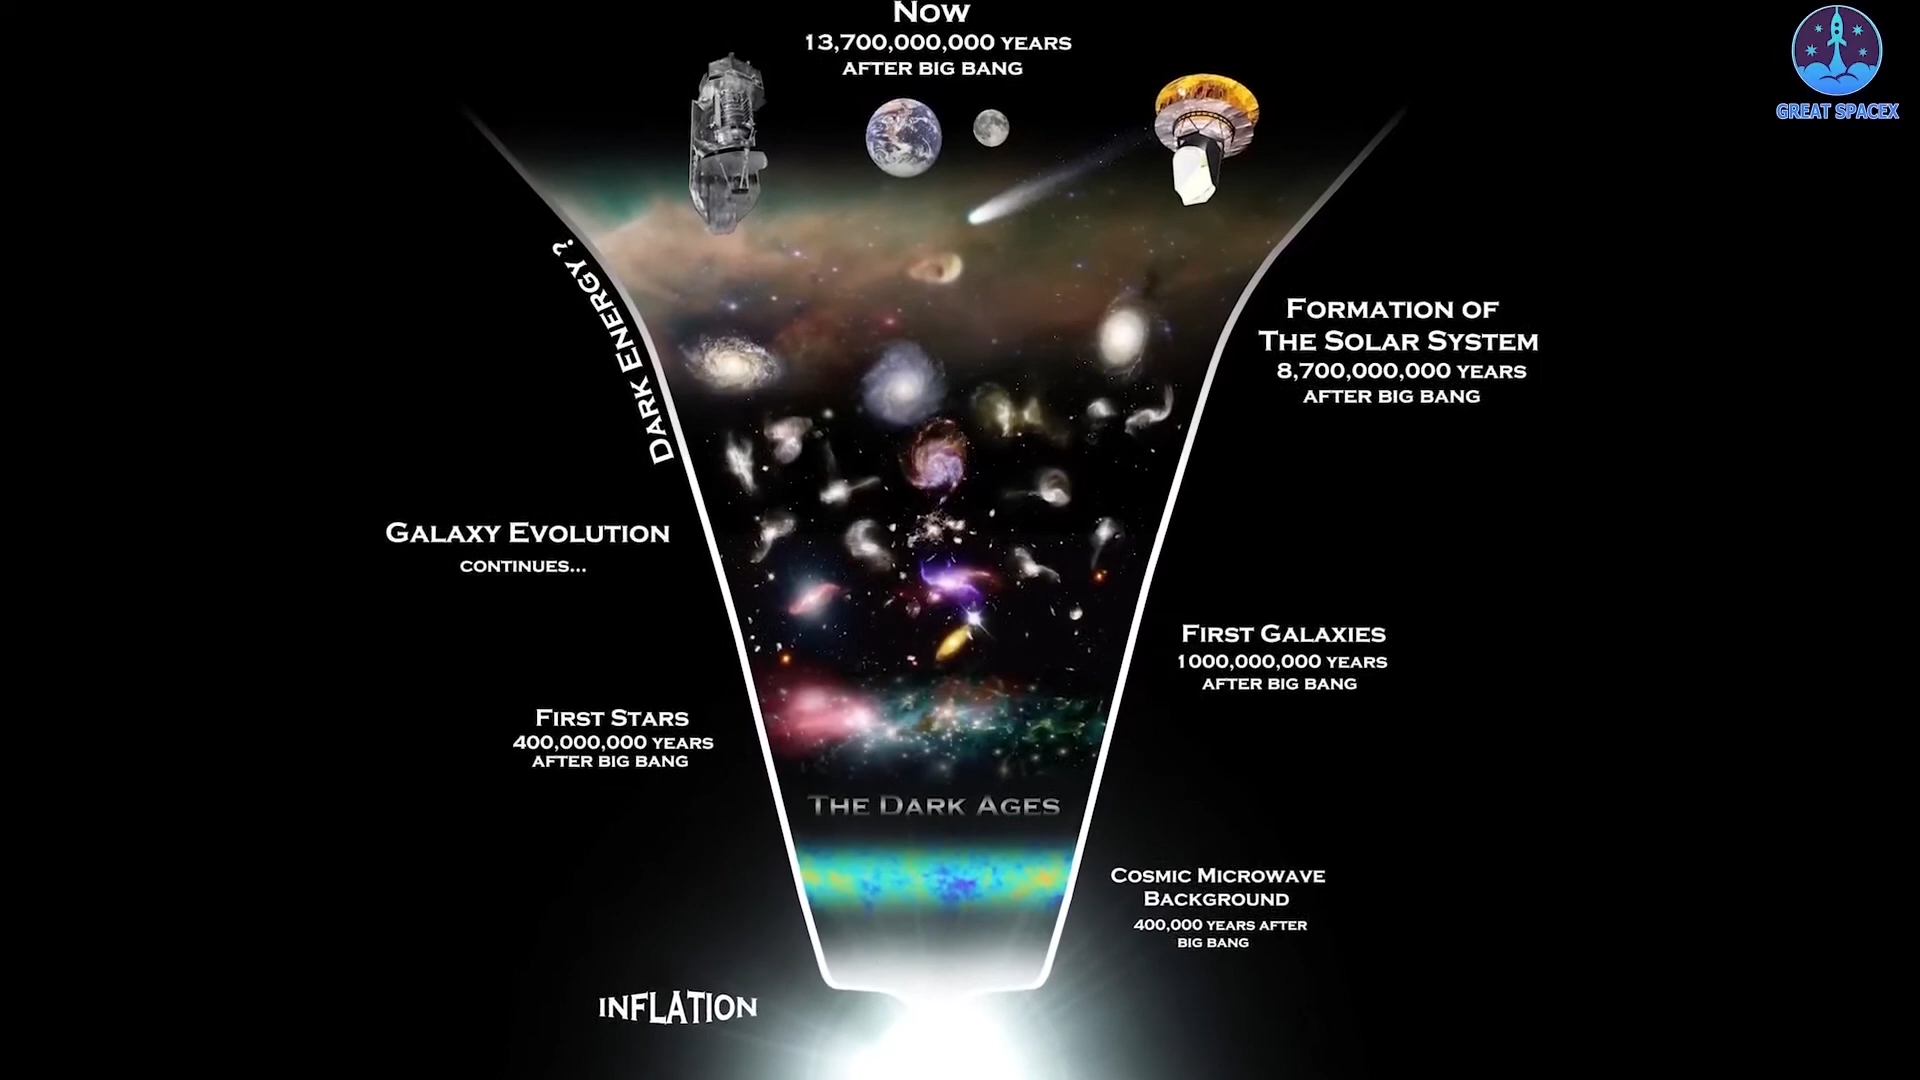 Now
13,700,000,000 years
after Big Bang
GREAT SPACEX
Dark Energy ?
Formation of
The Solar System
8,700,000,000 years
after Big Bang
Galaxy Evolution
continues...
First Galaxies
1000,000,000 years
after Big Bang
First Stars
400,000,000 years
after Big Bang
The Dark Ages
Cosmic Microwave
Background
400,000 years after
Big Bang
INFLATION